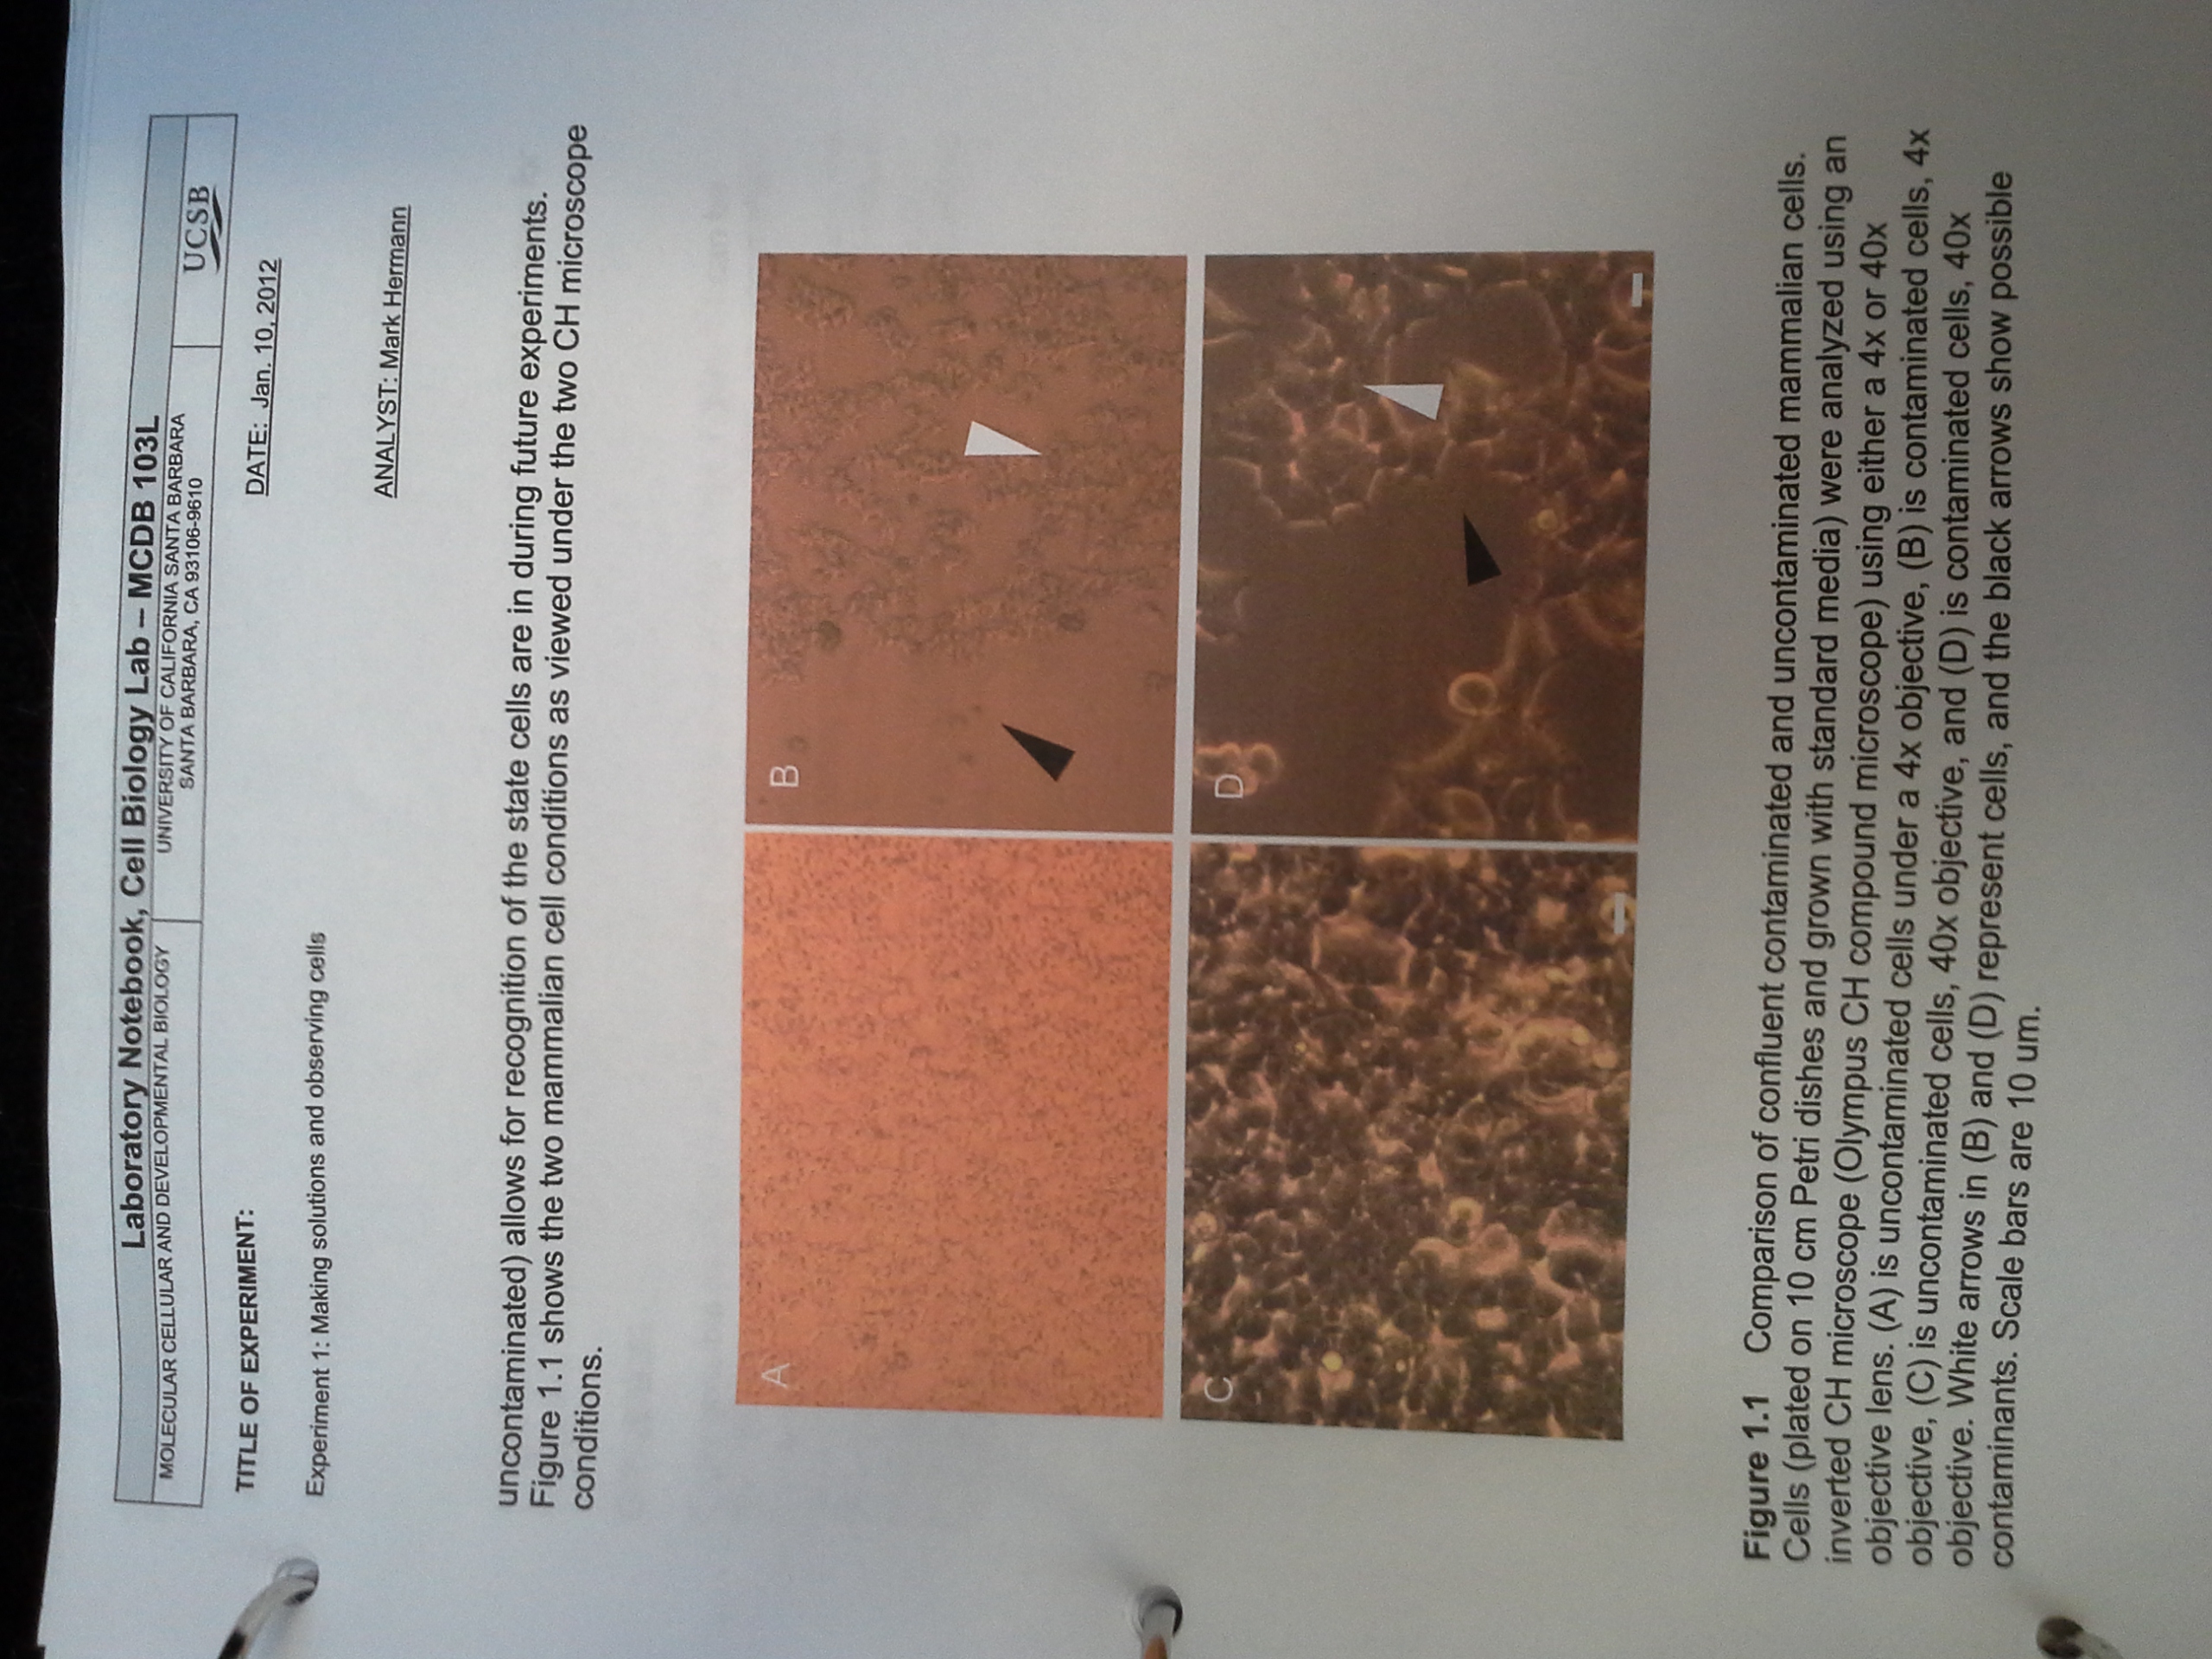 Laboratory Notebook, Cell Biology Lab – MCDB 103L
MOLECULAR CELLULAR AND DEVELOPMENTAL BIOLOGY
UNIVERSITY OF CALIFORNIA SANTA BARBARA
SANTA BARBARA, CA 93106-9610
UCSB
TITLE OF EXPERIMENT:
DATE: Jan. 10, 2012
Experiment 1: Making solutions and observing cells
ANALYST: Mark Hermann
uncontaminated) allows for recognition of the state cells are in during future experiments.
Figure 1.1 shows the two mammalian cell conditions as viewed under the two CH microscope
conditions.
A
B
C
D
Figure 1.1 Comparison of confluent contaminated and uncontaminated mammalian cells.
Cells (plated on 10 cm Petri dishes and grown with standard media) were analyzed using an
inverted CH microscope (Olympus CH compound microscope) using either a 4x or 40x
objective lens. (A) is uncontaminated cells under a 4x objective, (B) is contaminated cells, 4x
objective, (C) is uncontaminated cells, 40x objective, and (D) is contaminated cells, 40x
objective. White arrows in (B) and (D) represent cells, and the black arrows show possible
contaminants. Scale bars are 10 um.